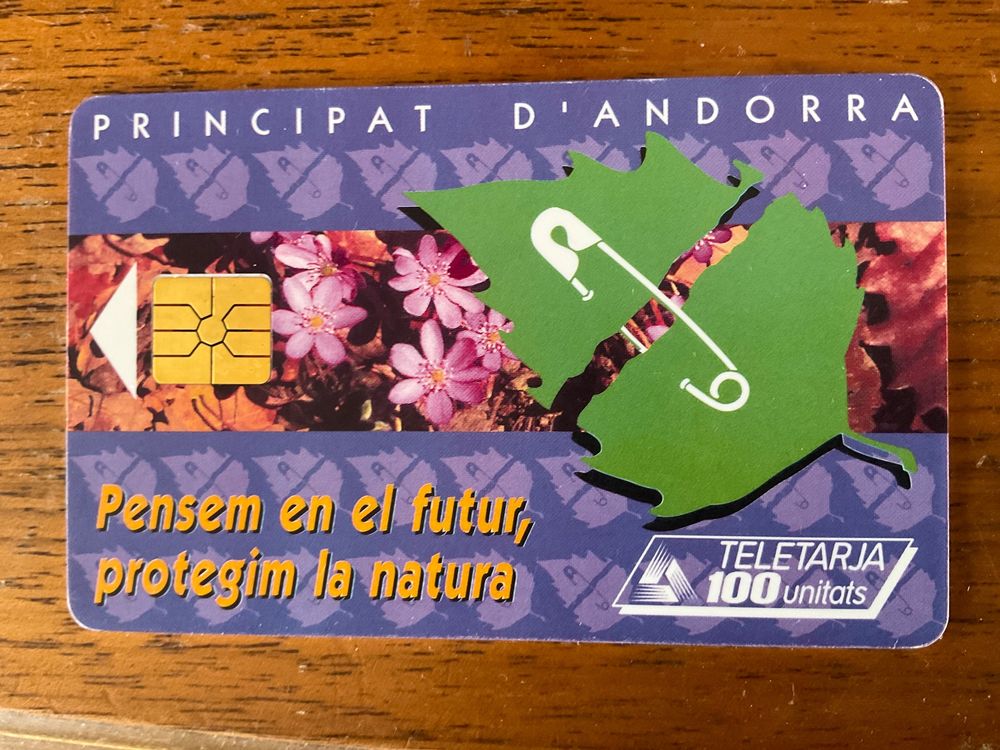 PRINCIPAT D'ANDORRA
Pensem en el futur,
protegim la natura
TELETARJA
100 unitats